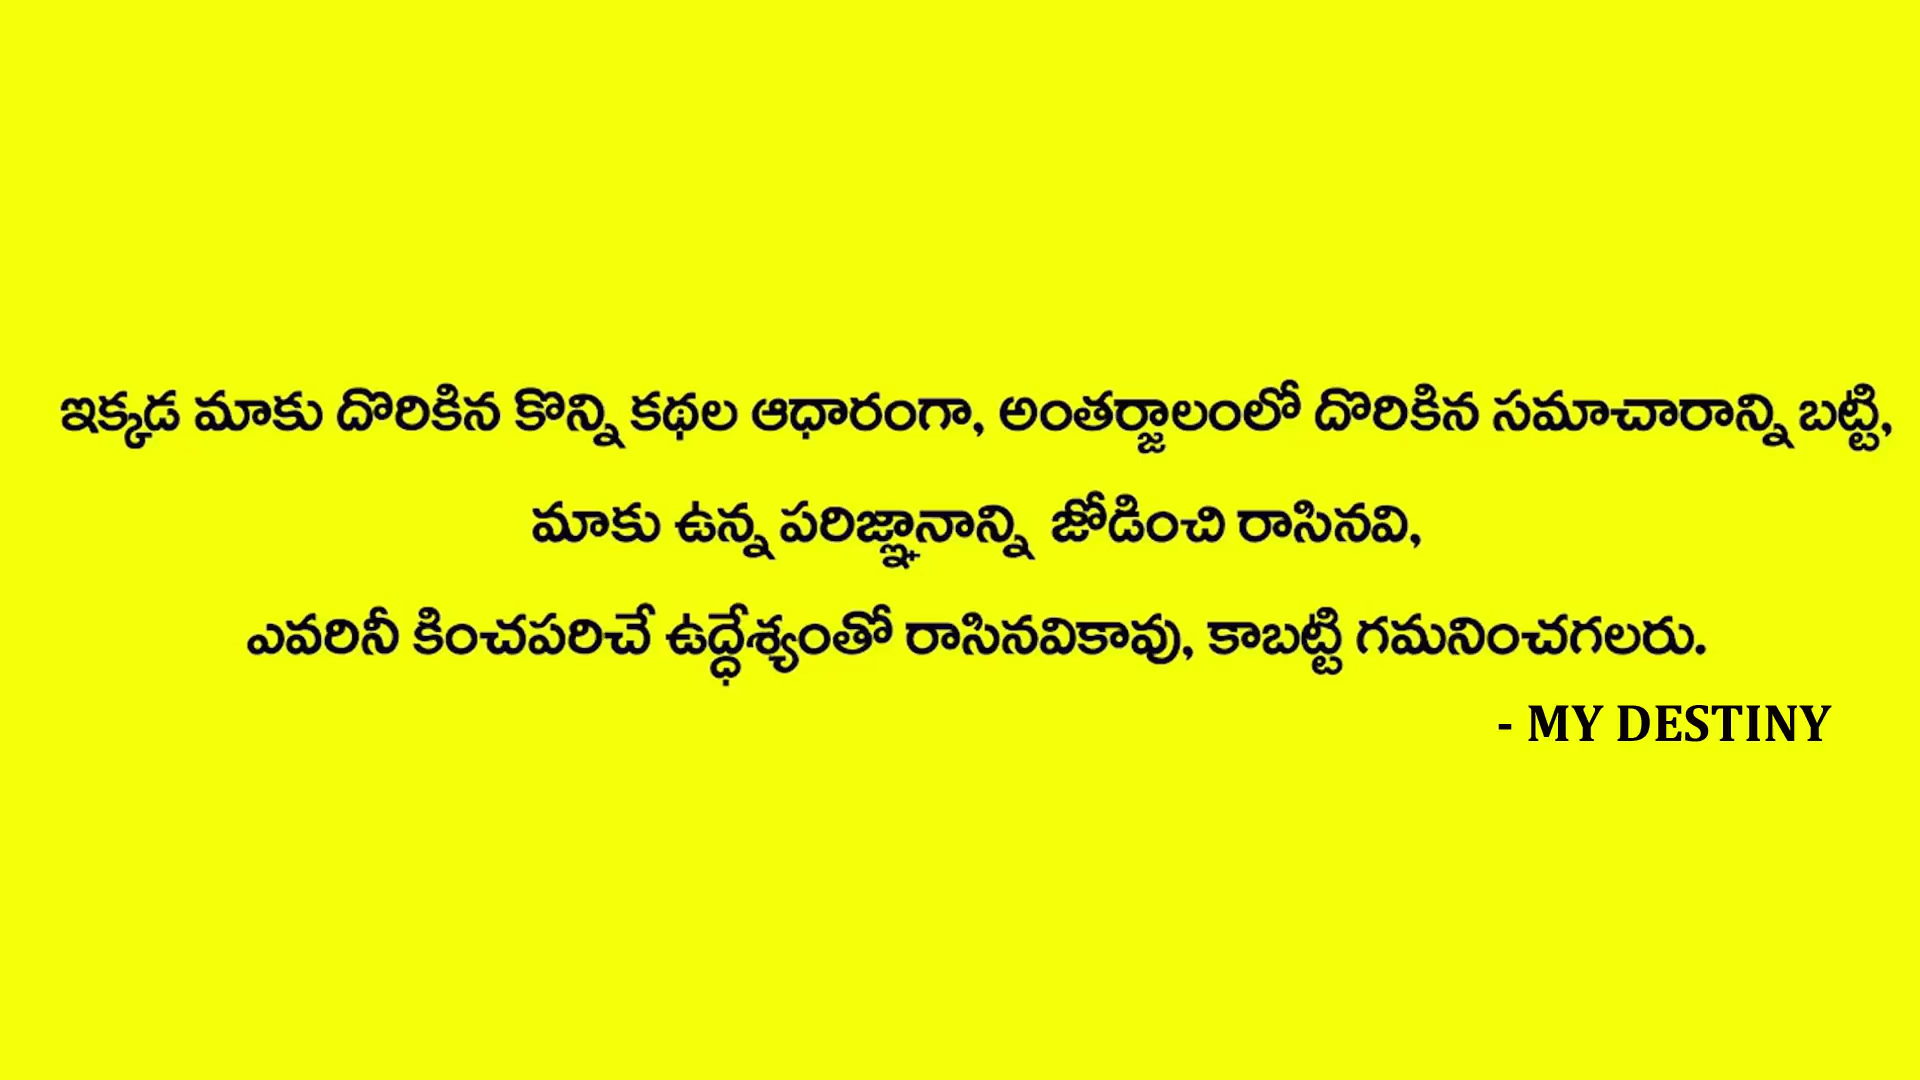 ఇక్కడ మాకు దొరికిన కొన్ని కథల ఆధారంగా, అంతర్జాలంలో దొరికిన సమాచారాన్ని బట్టి,
మాకు ఉన్న పరిజ్ఞానాన్ని జోడించి రాసినవి,
ఎవరినీ కించపరిచే ఉద్ధేశ్యంతో రాసినవికావు, కాబట్టి గమనించగలరు.
- MY DESTINY